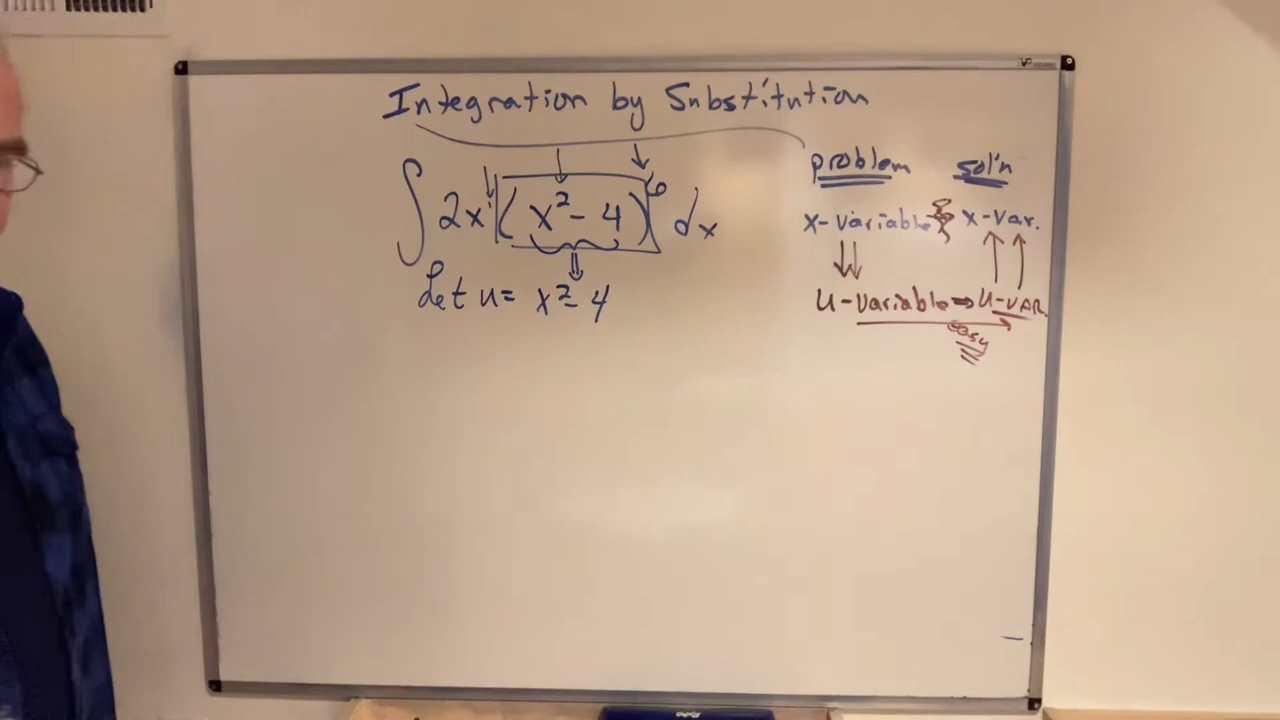 Integration by Substitution
∫ 2x (x² - 4)⁶ dx
Let u = x² - 4
problem sol'n
x-variable x-var.
u-variable ⇒ u-VAR.
easy